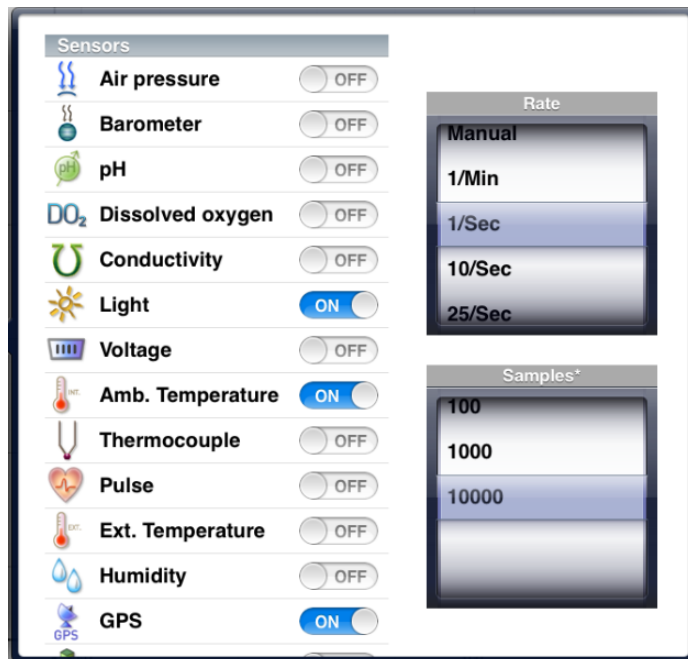 Sensors
Air pressure OFF
Barometer OFF
pH pH OFF
DO₂ Dissolved oxygen OFF
Conductivity OFF
Light ON
Voltage OFF
INT. Amb. Temperature ON
Thermocouple OFF
Pulse OFF
EXT. Ext. Temperature OFF
Humidity OFF
GPS GPS ON
Rate
Manual
1/Min
1/Sec
10/Sec
25/Sec
Samples*
100
1000
10000